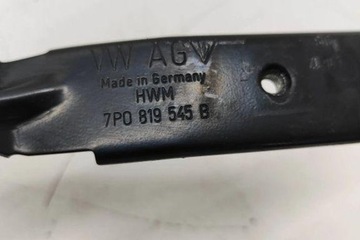 VW AG
Made in Germany
HWM
7P0 819 545 B